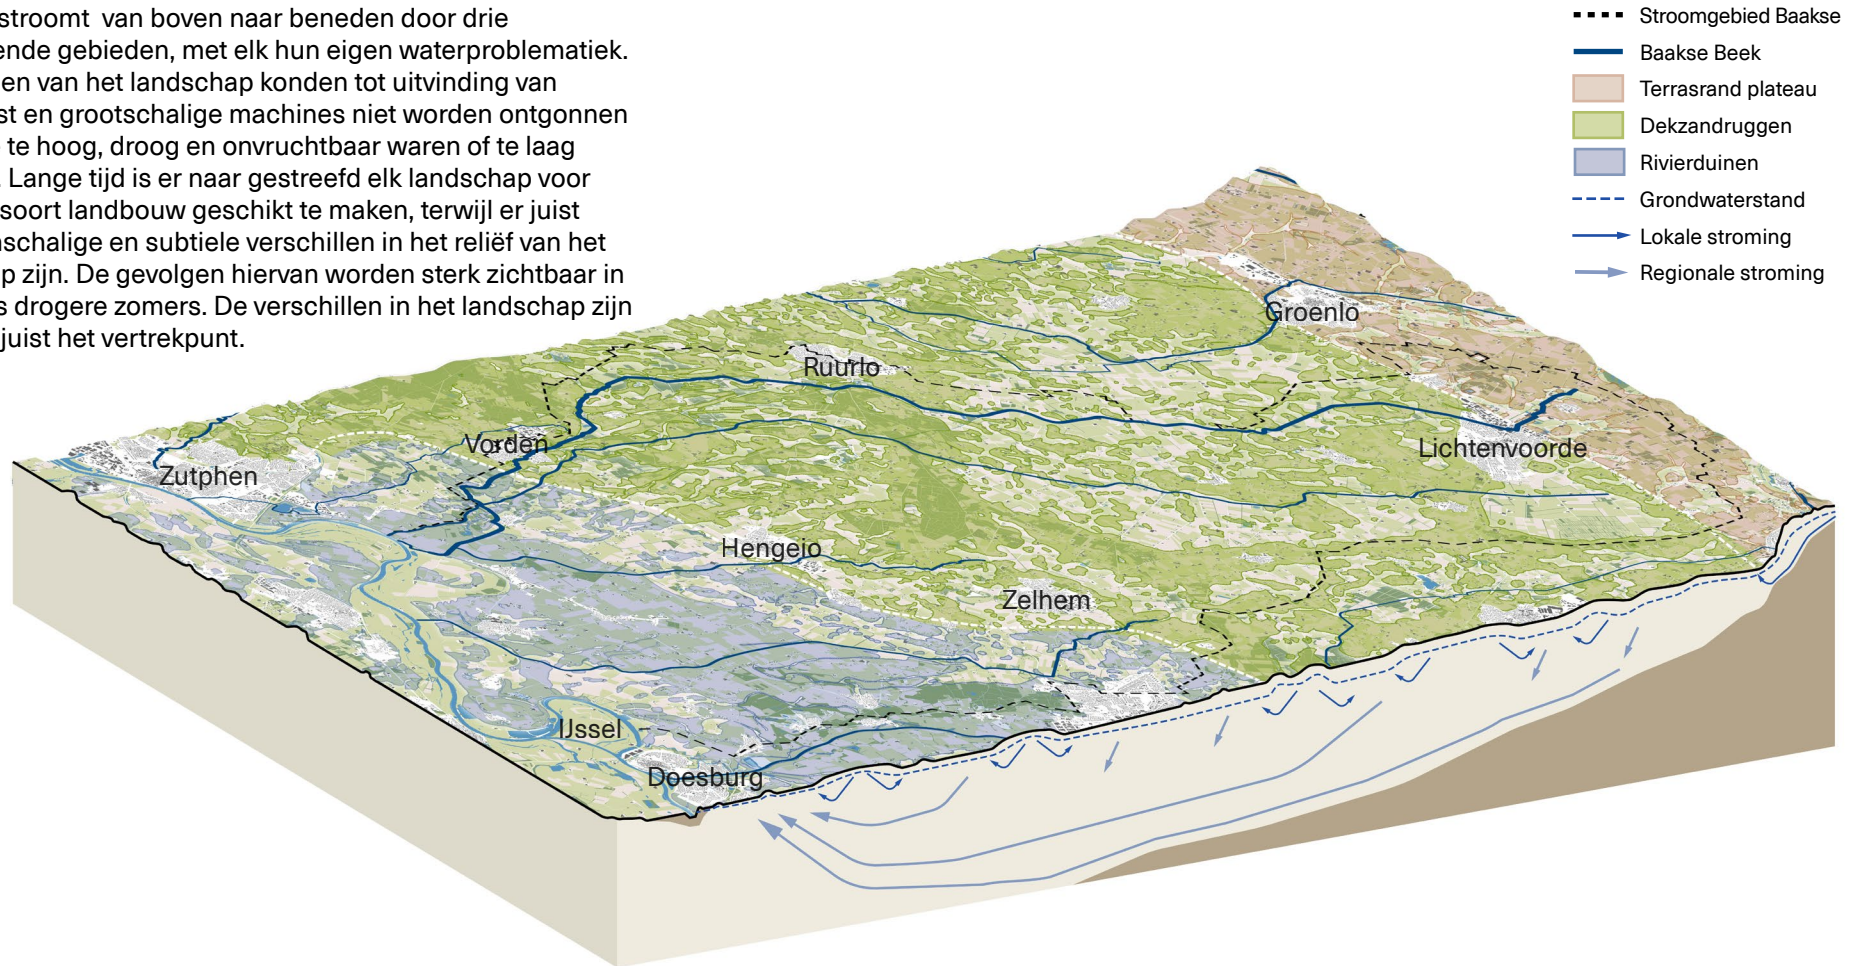 stroomt van boven naar beneden door drie
ende gebieden, met elk hun eigen waterproblematiek.
en van het landschap konden tot uitvinding van
st en grootschalige machines niet worden ontgonnen
te hoog, droog en onvruchtbaar waren of te laag
. Lange tijd is er naar gestreefd elk landschap voor
soort landbouw geschikt te maken, terwijl er juist
nschalige en subtiele verschillen in het reliëf van het
p zijn. De gevolgen hiervan worden sterk zichtbaar in
s drogere zomers. De verschillen in het landschap zijn
juist het vertrekpunt.
Stroomgebied Baakse
Baakse Beek
Terrasrand plateau
Dekzandruggen
Rivierduinen
Grondwaterstand
Lokale stroming
Regionale stroming
Groenlo
Ruurlo
Lichtenvoorde
Vorden
Zutphen
Hengelo
Zelhem
IJssel
Doesburg